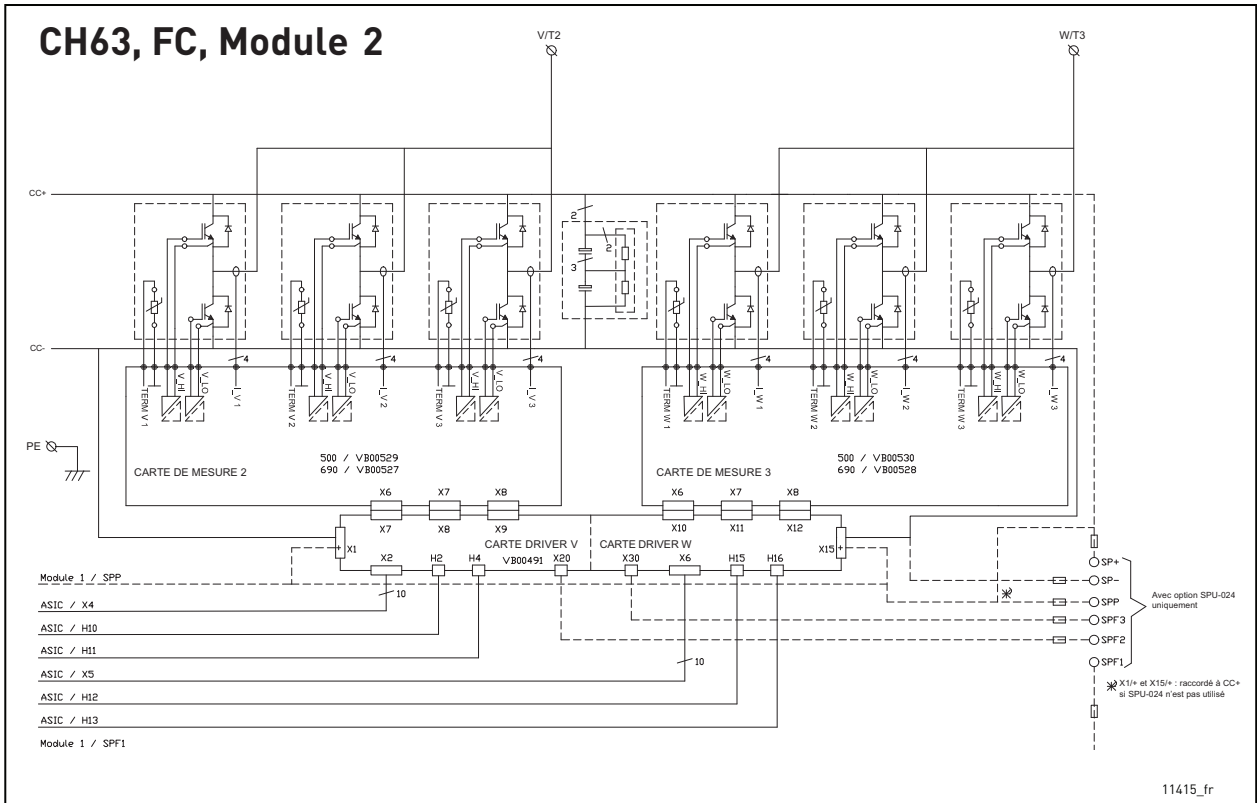 CH63, FC, Module 2
V/T2
W/T3
CC+
2
2
3
CC-
4
4
4
4
4
4
TERM V 1
V_HI
V_LO
I_V 1
TERM V 2
V_HI
V_LO
I_V 2
TERM V 3
V_HI
V_LO
I_V 3
TERM W 1
W_HI
W_LO
I_W 1
TERM W 2
W_HI
W_LO
I_W 2
TERM W 3
W_HI
W_LO
I_W 3
PE
CARTE DE MESURE 2
500 / VB00529
690 / VB00527
CARTE DE MESURE 3
500 / VB00530
690 / VB00528
X6 X7 X8
X6 X7 X8
X7 X8 X9
X10 X11 X12
+ X1
CARTE DRIVER V
CARTE DRIVER W
X15 +
VB00491
X2 H2 H4 X20 X30 X6 H15 H16
SP+
SP-
SPP
SPF3
SPF2
SPF1
Avec option SPU-024
uniquement
X1/+ et X15/+ : raccordé à CC+
si SPU-024 n'est pas utilisé
Module 1 / SPP
10
ASIC / X4
ASIC / H10
ASIC / H11
10
ASIC / X5
ASIC / H12
ASIC / H13
Module 1 / SPF1
11415_fr